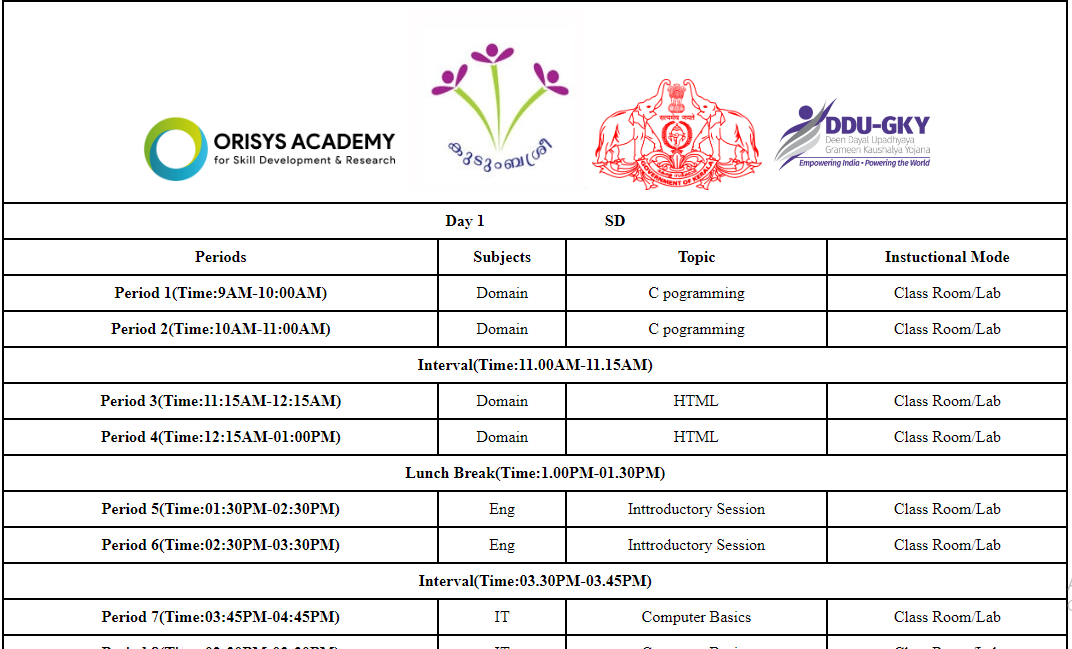 ORISYS ACADEMY
for Skill Development & Research
കുടുംബശ്രീ
सत्यमेव जयते
GOVERNMENT OF KERALA
DDU-GKY
Deen Dayal Upadhyaya
Grameen Kaushalya Yojana
Empowering India • Powering the World
Day 1 SD
Periods Subjects Topic Instuctional Mode
Period 1(Time:9AM-10:00AM) Domain C pogramming Class Room/Lab
Period 2(Time:10AM-11:00AM) Domain C pogramming Class Room/Lab
Interval(Time:11.00AM-11.15AM)
Period 3(Time:11:15AM-12:15AM) Domain HTML Class Room/Lab
Period 4(Time:12:15AM-01:00PM) Domain HTML Class Room/Lab
Lunch Break(Time:1.00PM-01.30PM)
Period 5(Time:01:30PM-02:30PM) Eng Inttroductory Session Class Room/Lab
Period 6(Time:02:30PM-03:30PM) Eng Inttroductory Session Class Room/Lab
Interval(Time:03.30PM-03.45PM)
Period 7(Time:03:45PM-04:45PM) IT Computer Basics Class Room/Lab